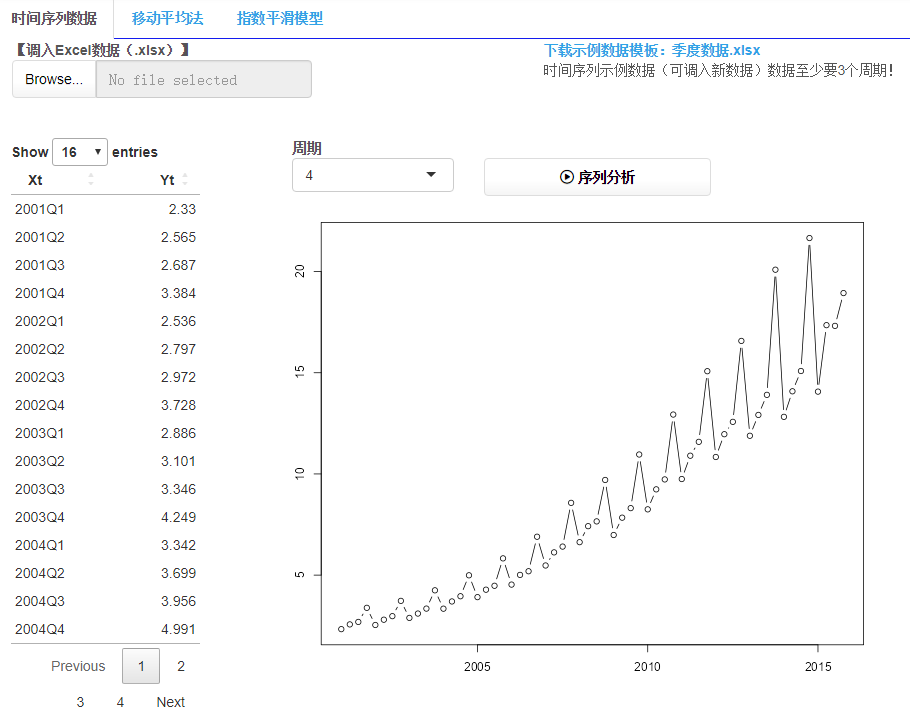 时间序列数据 移动平均法 指数平滑模型
【调入Excel数据（.xlsx）】 下载示例数据模板：季度数据.xlsx
Browse... No file selected 时间序列示例数据（可调入新数据）数据至少要3个周期!
Show 16 entries 周期
4 序列分析
Xt Yt
2001Q1 2.33
2001Q2 2.565
2001Q3 2.687
2001Q4 3.384
2002Q1 2.536
2002Q2 2.797
2002Q3 2.972
2002Q4 3.728
2003Q1 2.886
2003Q2 3.101
2003Q3 3.346
2003Q4 4.249
2004Q1 3.342
2004Q2 3.699
2004Q3 3.956
2004Q4 4.991
Previous 1 2
3 4 Next
20
15
10
5
2005 2010 2015